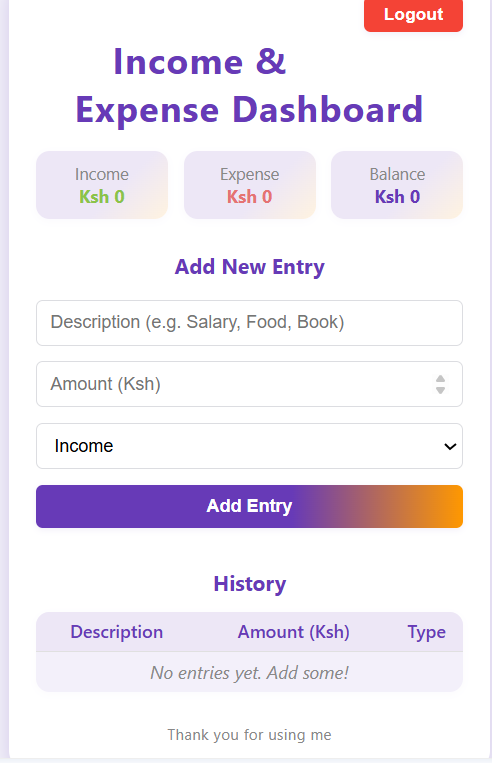 Logout
Income &
Expense Dashboard
Income Expense Balance
Ksh 0 Ksh 0 Ksh 0
Add New Entry
Description (e.g. Salary, Food, Book)
Amount (Ksh)
Income
Add Entry
History
Description Amount (Ksh) Type
No entries yet. Add some!
Thank you for using me